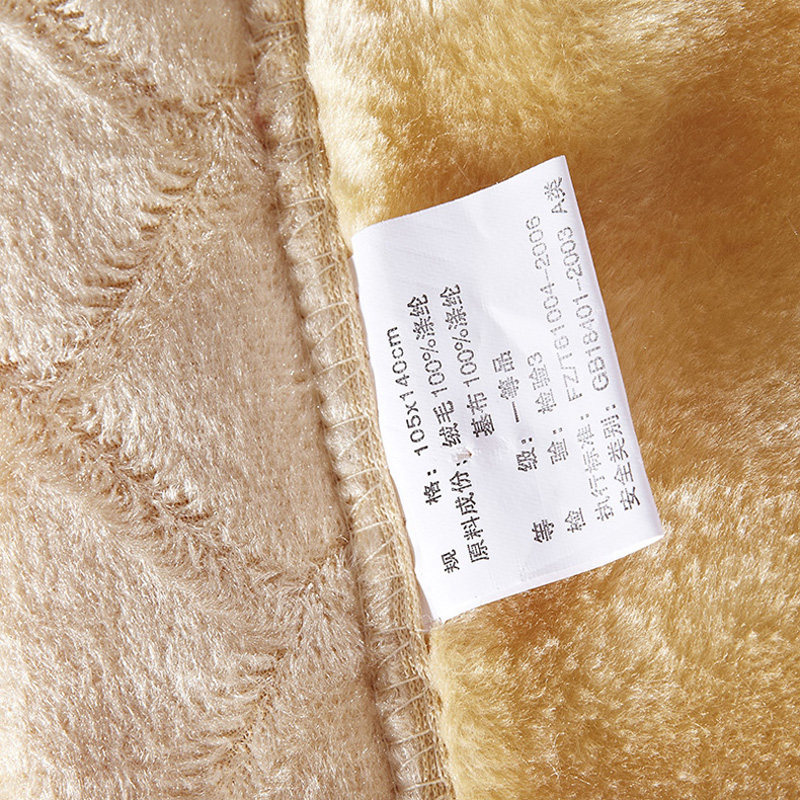 规 格：105x140cm
原料成份：绒毛 100%涤纶
基布 100%涤纶
等 级：一等品
检 验：检验3
执行标准：FZ/T61004-2006
安全类别：GB18401-2003 A类